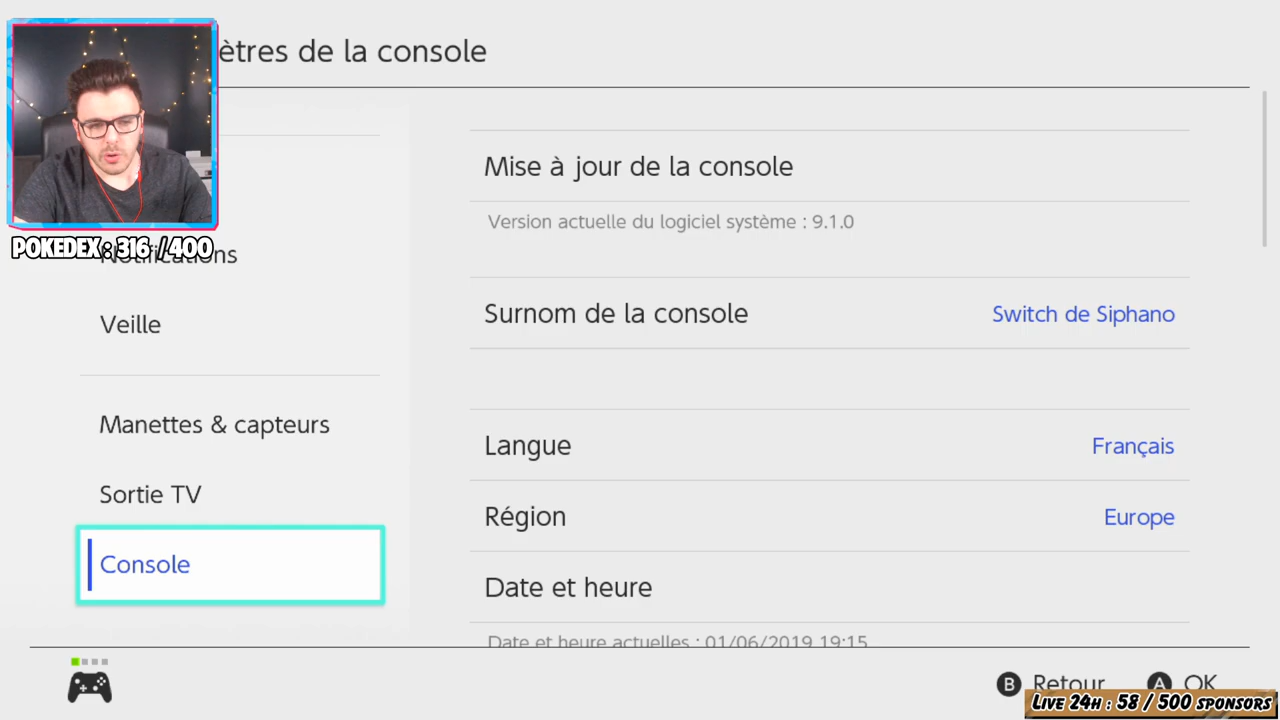 ètres de la console
Mise à jour de la console
Version actuelle du logiciel système : 9.1.0
POKEDEX : 316 / 400
Notifications
Surnom de la console
Switch de Siphano
Veille
Manettes & capteurs
Langue
Français
Sortie TV
Région
Europe
Console
Date et heure
Date et heure actuelles : 01/06/2019 19:15
B Retour
A OK
LIVE 24H : 58 / 500 SPONSORS